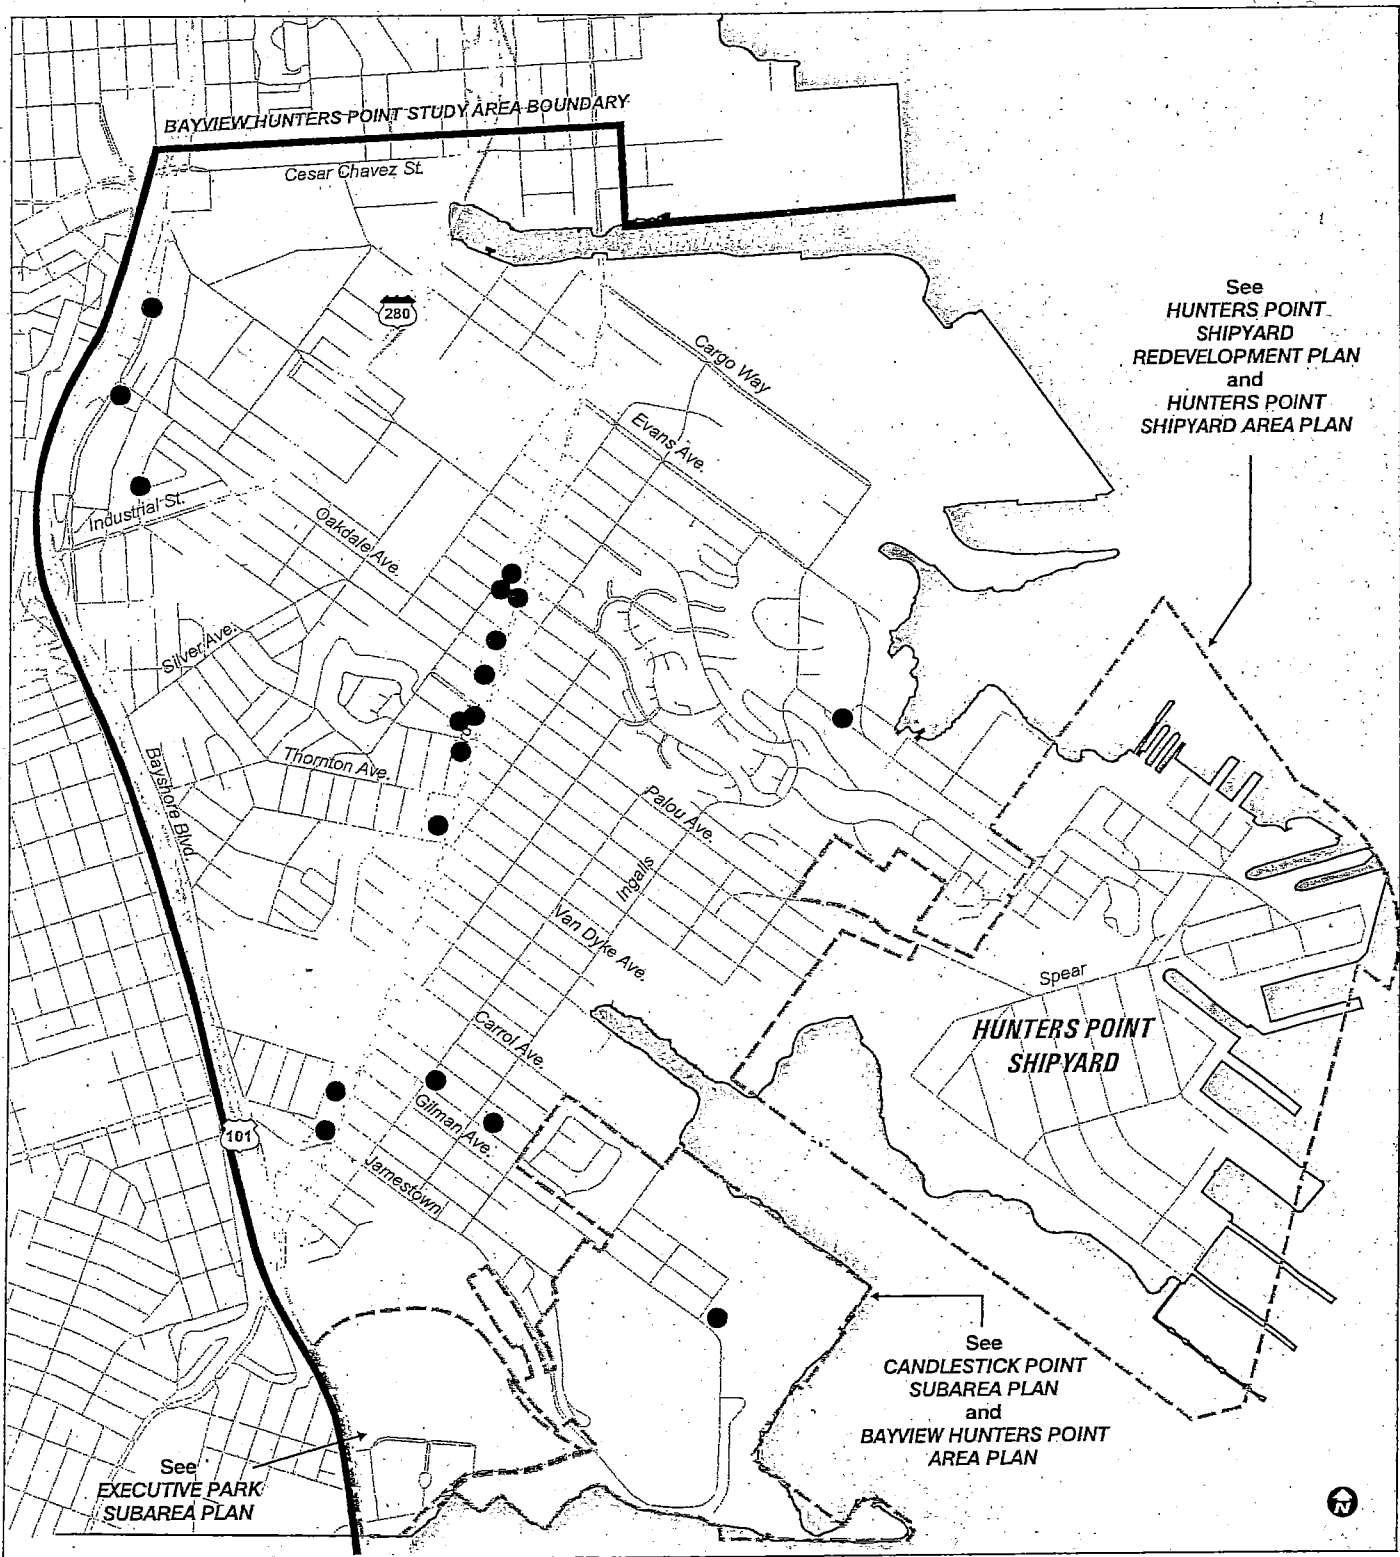 BAYVIEW HUNTERS POINT STUDY AREA BOUNDARY
Cesar Chavez St.
280
Cargo Way
See
HUNTERS POINT
SHIPYARD
REDEVELOPMENT PLAN
and
HUNTERS POINT
SHIPYARD AREA PLAN
Evans Ave.
Industrial St.
Oakdale Ave.
Silver Ave.
Thornton Ave.
Bayshore Blvd.
Palou Ave.
Ingalls
Van Dyke Ave.
Spear
HUNTERS POINT
SHIPYARD
Carrol Ave.
Gilman Ave.
101
Jamestown
See
CANDLESTICK POINT
SUBAREA PLAN
and
BAYVIEW HUNTERS POINT
AREA PLAN
See
EXECUTIVE PARK
SUBAREA PLAN
N